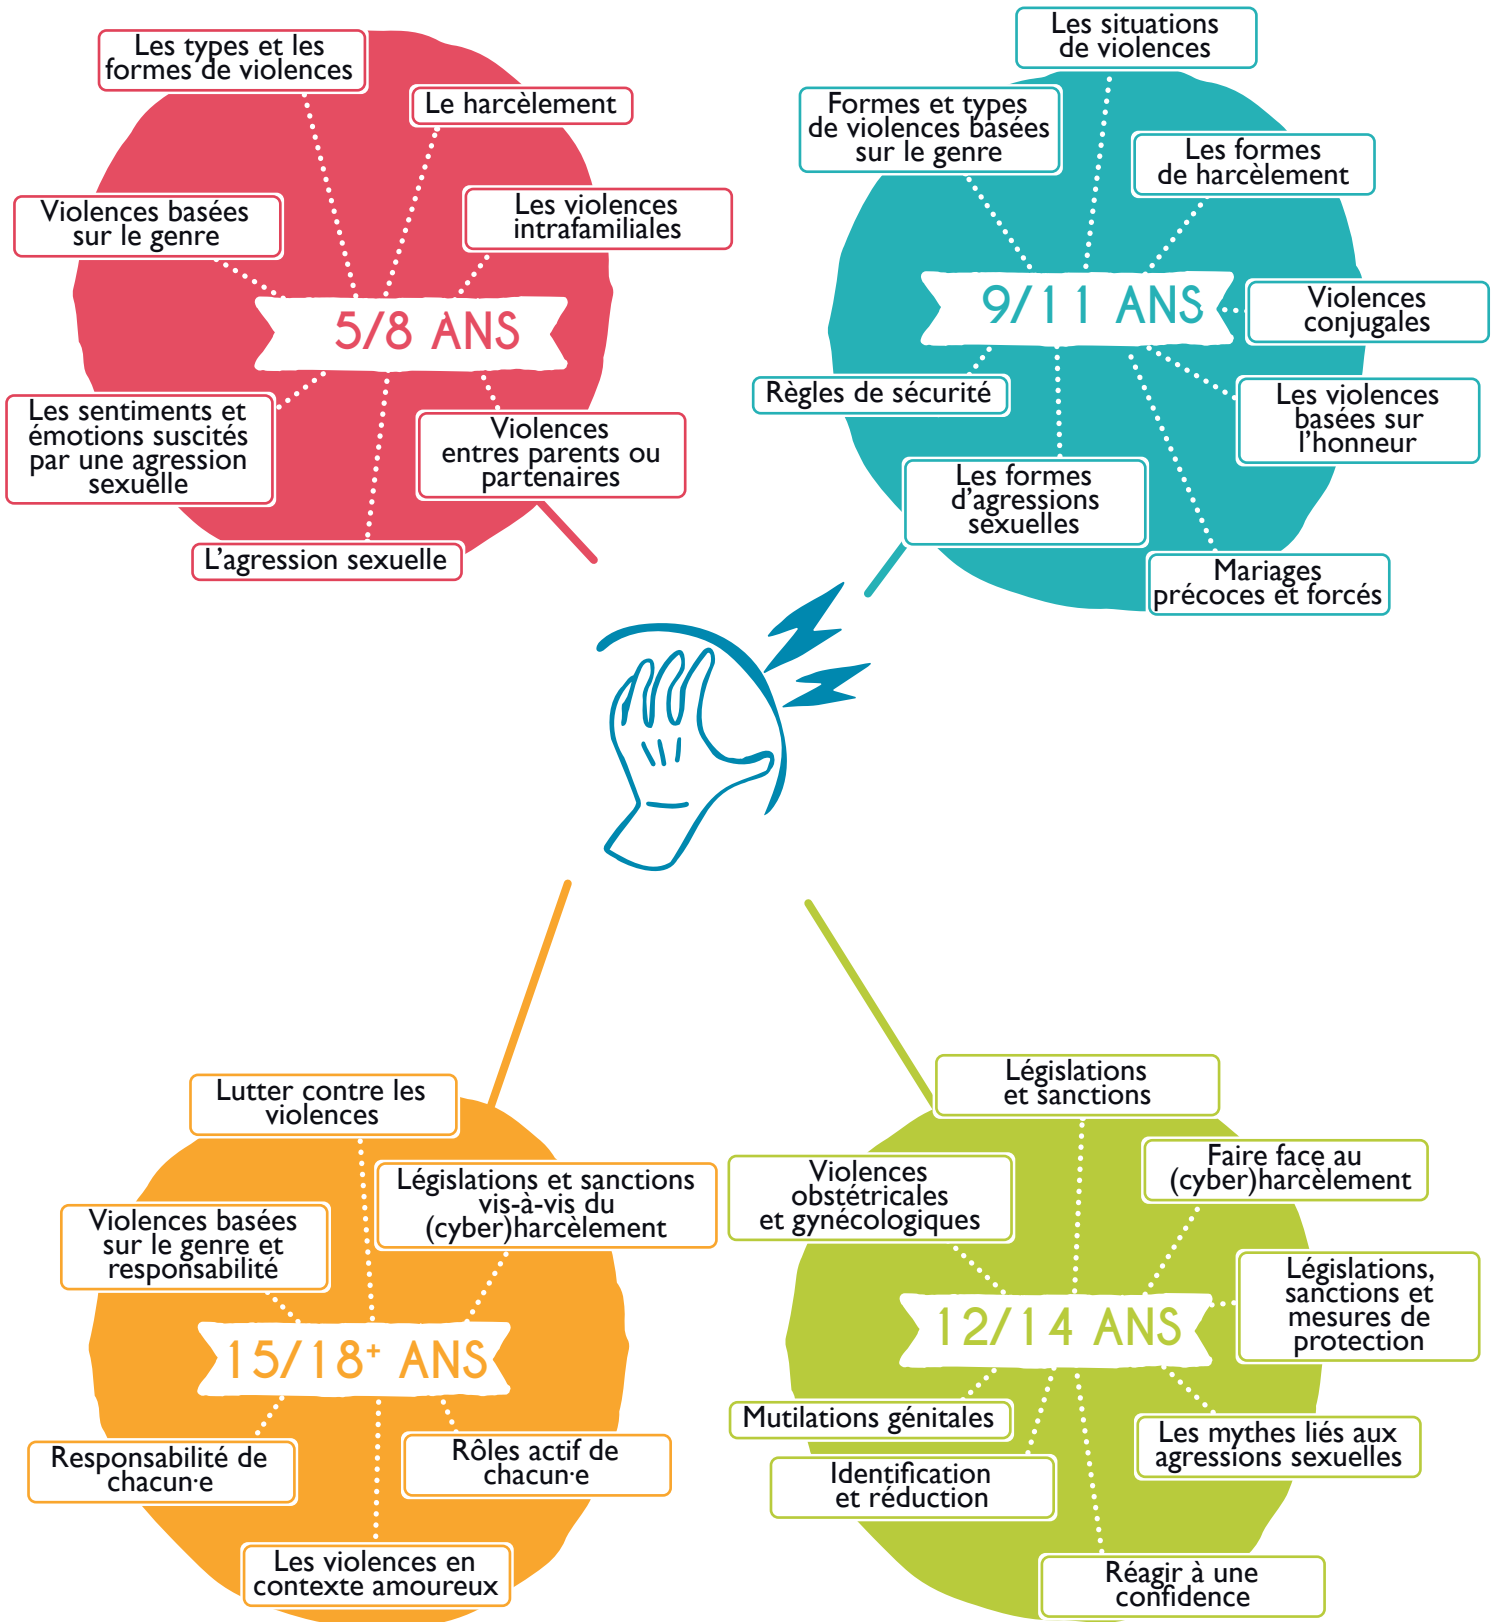 Les types et les
formes de violences
Le harcèlement
Violences basées
sur le genre
Les violences
intrafamiliales
5/8 ANS
Les sentiments et
émotions suscités
par une agression
sexuelle
Violences
entres parents ou
partenaires
L'agression sexuelle
Les situations
de violences
Formes et types
de violences basées
sur le genre
Les formes
de harcèlement
9/11 ANS
Violences
conjugales
Règles de sécurité
Les violences
basées sur
l'honneur
Les formes
d'agressions
sexuelles
Mariages
précoces et forcés
Lutter contre les
violences
Législations et sanctions
vis-à-vis du
(cyber)harcèlement
Violences basées
sur le genre et
responsabilité
15/18+ ANS
Responsabilité de
chacun·e
Rôles actif de
chacun·e
Les violences en
contexte amoureux
Législations
et sanctions
Violences
obstétricales
et gynécologiques
Faire face au
(cyber)harcèlement
Législations,
sanctions et
mesures de
protection
12/14 ANS
Mutilations génitales
Les mythes liés aux
agressions sexuelles
Identification
et réduction
Réagir à une
confidence